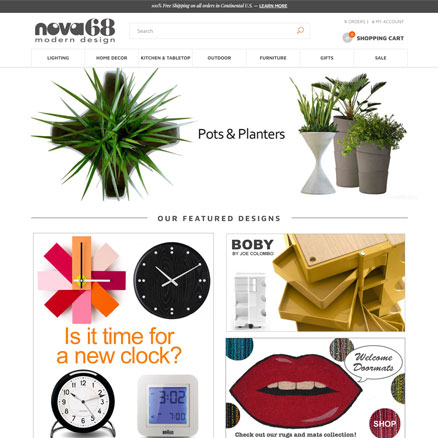 100% Free Shipping on all orders in Continental U.S. — LEARN MORE
nova68
modern design
Search
ORDERS | MY ACCOUNT
0 SHOPPING CART
LIGHTING HOME DECOR KITCHEN & TABLETOP OUTDOOR FURNITURE GIFTS SALE
Pots & Planters
OUR FEATURED DESIGNS
BOBY
BY JOE COLOMBO
Is it time for
a new clock?
Welcome
Doormats
SHOP
Check out our rugs and mats collection!
BRAUN